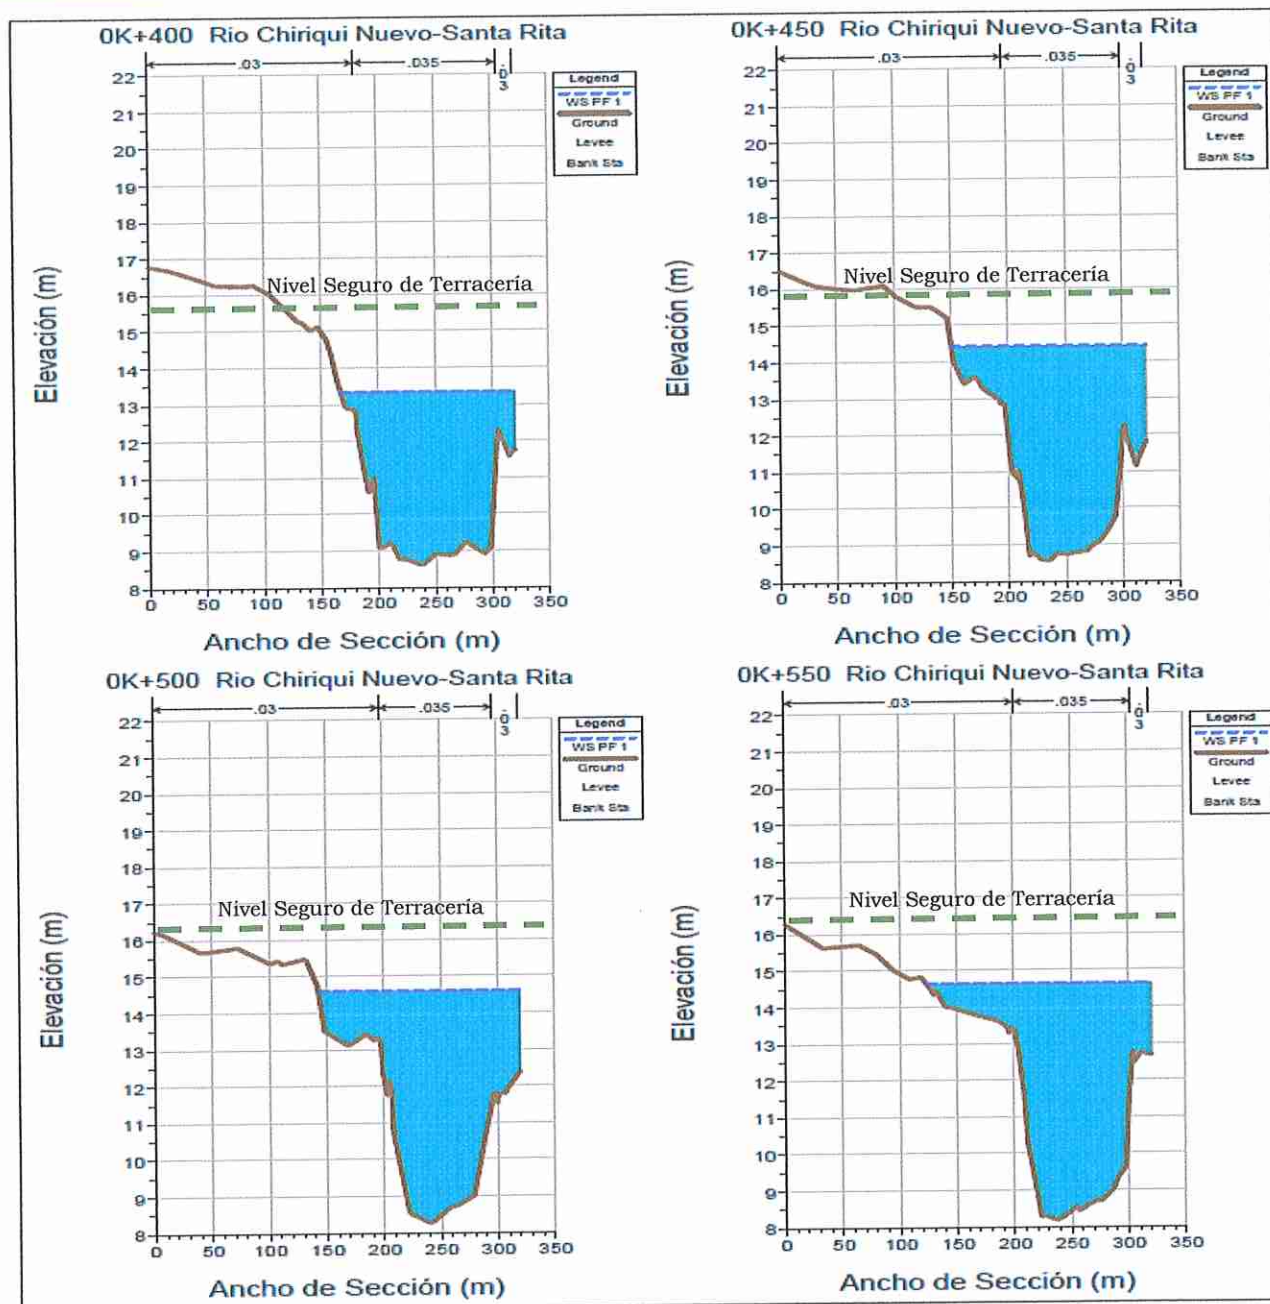 0K+400 Rio Chiriqui Nuevo-Santa Rita
.03
.035
.03
Legend
WS PF 1
Ground
Levee
Bank Sta
22
21
20
19
18
17
16
15
14
13
12
11
10
9
8
Nivel Seguro de Terracería
Elevación (m)
0 50 100 150 200 250 300 350
Ancho de Sección (m)
0K+450 Rio Chiriqui Nuevo-Santa Rita
.03
.035
.03
Legend
WS PF 1
Ground
Levee
Bank Sta
22
21
20
19
18
17
16
15
14
13
12
11
10
9
8
Nivel Seguro de Terracería
Elevación (m)
0 50 100 150 200 250 300 350
Ancho de Sección (m)
0K+500 Rio Chiriqui Nuevo-Santa Rita
.03
.035
.03
Legend
WS PF 1
Ground
Levee
Bank Sta
22
21
20
19
18
17
16
15
14
13
12
11
10
9
8
Nivel Seguro de Terracería
Elevación (m)
0 50 100 150 200 250 300 350
Ancho de Sección (m)
0K+550 Rio Chiriqui Nuevo-Santa Rita
.03
.035
.03
Legend
WS PF 1
Ground
Levee
Bank Sta
22
21
20
19
18
17
16
15
14
13
12
11
10
9
8
Nivel Seguro de Terracería
Elevación (m)
0 50 100 150 200 250 300 350
Ancho de Sección (m)